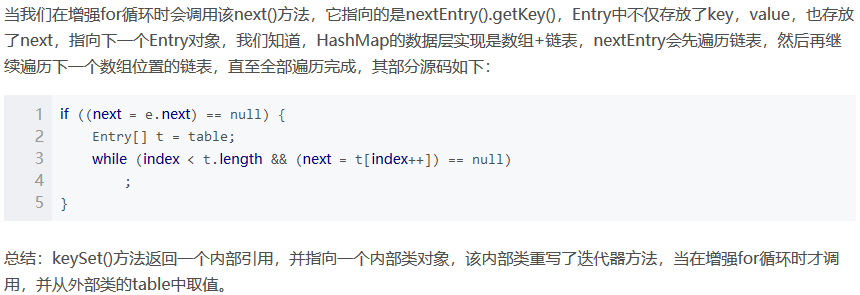 当我们在增强for循环时会调用该next()方法，它指向的是nextEntry().getKey()，Entry中不仅存放了key，value，也存放
了next，指向下一个Entry对象，我们知道，HashMap的数据层实现是数组+链表，nextEntry会先遍历链表，然后再继
续遍历下一个数组位置的链表，直至全部遍历完成，其部分源码如下：
1 if ((next = e.next) == null) {
2     Entry[] t = table;
3     while (index < t.length && (next = t[index++]) == null)
4         ;
5 }
总结：keySet()方法返回一个内部引用，并指向一个内部类对象，该内部类重写了迭代器方法，当在增强for循环时才调
用，并从外部类的table中取值。